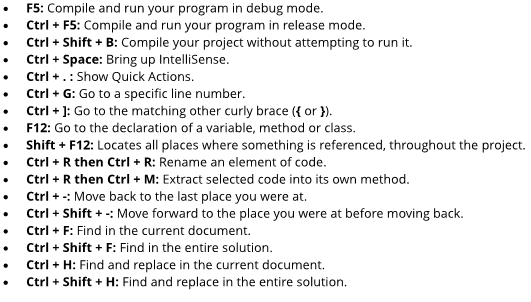 • F5: Compile and run your program in debug mode.
• Ctrl + F5: Compile and run your program in release mode.
• Ctrl + Shift + B: Compile your project without attempting to run it.
• Ctrl + Space: Bring up IntelliSense.
• Ctrl + . : Show Quick Actions.
• Ctrl + G: Go to a specific line number.
• Ctrl + ]: Go to the matching other curly brace ({ or }).
• F12: Go to the declaration of a variable, method or class.
• Shift + F12: Locates all places where something is referenced, throughout the project.
• Ctrl + R then Ctrl + R: Rename an element of code.
• Ctrl + R then Ctrl + M: Extract selected code into its own method.
• Ctrl + -: Move back to the last place you were at.
• Ctrl + Shift + -: Move forward to the place you were at before moving back.
• Ctrl + F: Find in the current document.
• Ctrl + Shift + F: Find in the entire solution.
• Ctrl + H: Find and replace in the current document.
• Ctrl + Shift + H: Find and replace in the entire solution.